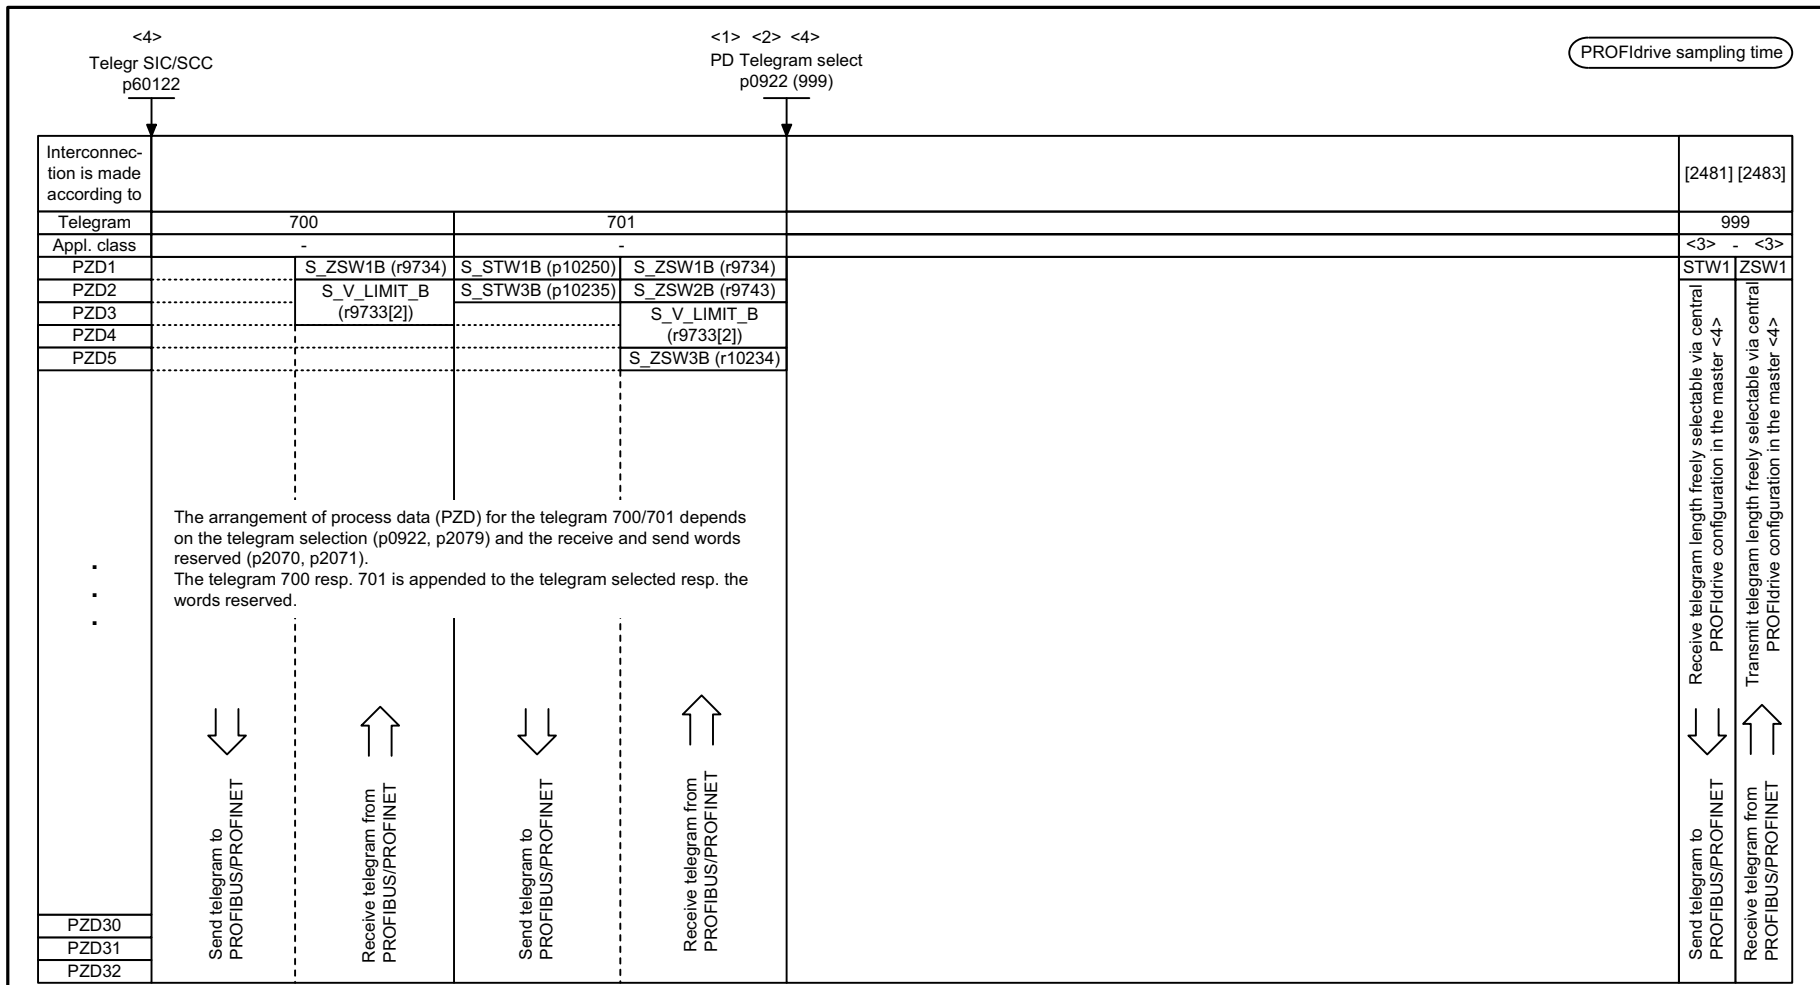 <4>
Telegr SIC/SCC
p60122
<1> <2> <4>
PD Telegram select
p0922 (999)
PROFIdrive sampling time
Interconnec-
tion is made
according to
[2481] [2483]
Telegram 700 701 999
Appl. class - - <3> - <3>
PZD1 S_ZSW1B (r9734) S_STW1B (p10250) S_ZSW1B (r9734) STW1 ZSW1
PZD2 S_V_LIMIT_B S_STW3B (p10235) S_ZSW2B (r9743)
PZD3 (r9733[2]) S_V_LIMIT_B
PZD4 (r9733[2])
PZD5 S_ZSW3B (r10234)
Receive telegram length freely selectable via central
PROFIdrive configuration in the master <4>
Transmit telegram length freely selectable via central
PROFIdrive configuration in the master <4>
The arrangement of process data (PZD) for the telegram 700/701 depends
on the telegram selection (p0922, p2079) and the receive and send words
reserved (p2070, p2071).
The telegram 700 resp. 701 is appended to the telegram selected resp. the
words reserved.
.
.
.
Send telegram to
PROFIBUS/PROFINET
Receive telegram from
PROFIBUS/PROFINET
Send telegram to
PROFIBUS/PROFINET
Receive telegram from
PROFIBUS/PROFINET
Send telegram to
PROFIBUS/PROFINET
Receive telegram from
PROFIBUS/PROFINET
PZD30
PZD31
PZD32